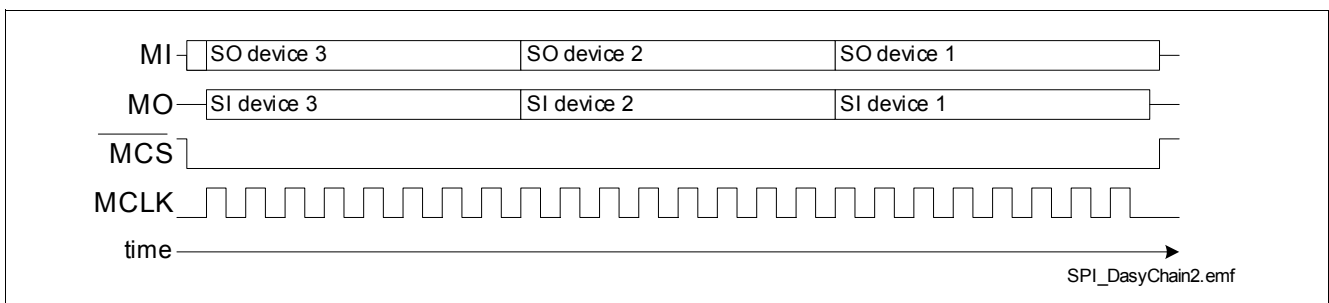 MI SO device 3 SO device 2 SO device 1
MO SI device 3 SI device 2 SI device 1
MCS
MCLK
time
SPI_DasyChain2.emf